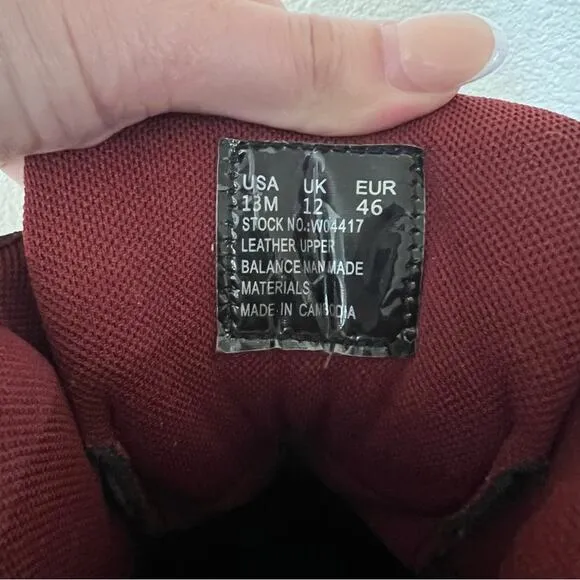 USA UK EUR
13M 12 46
STOCK NO.:W04417
LEATHER UPPER
BALANCE MAN MADE
MATERIALS
MADE IN CAMBODIA